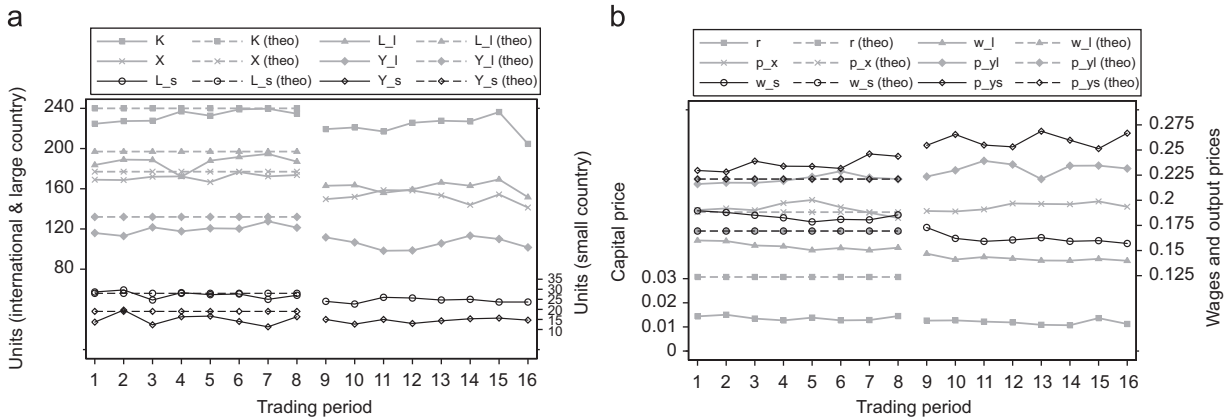 a
K K (theo) L_l L_l (theo)
X X (theo) Y_l Y_l (theo)
L_s L_s (theo) Y_s Y_s (theo)
Units (international & large country)
240
200
160
120
80
35
30
25
20
15
10
Units (small country)
1 2 3 4 5 6 7 8 9 10 11 12 13 14 15 16
Trading period
b
r r (theo) w_l w_l (theo)
p_x p_x (theo) p_yl p_yl (theo)
w_s w_s (theo) p_ys p_ys (theo)
Capital price
0.03
0.02
0.01
0
0.275
0.25
0.225
0.2
0.175
0.15
0.125
Wages and output prices
1 2 3 4 5 6 7 8 9 10 11 12 13 14 15 16
Trading period